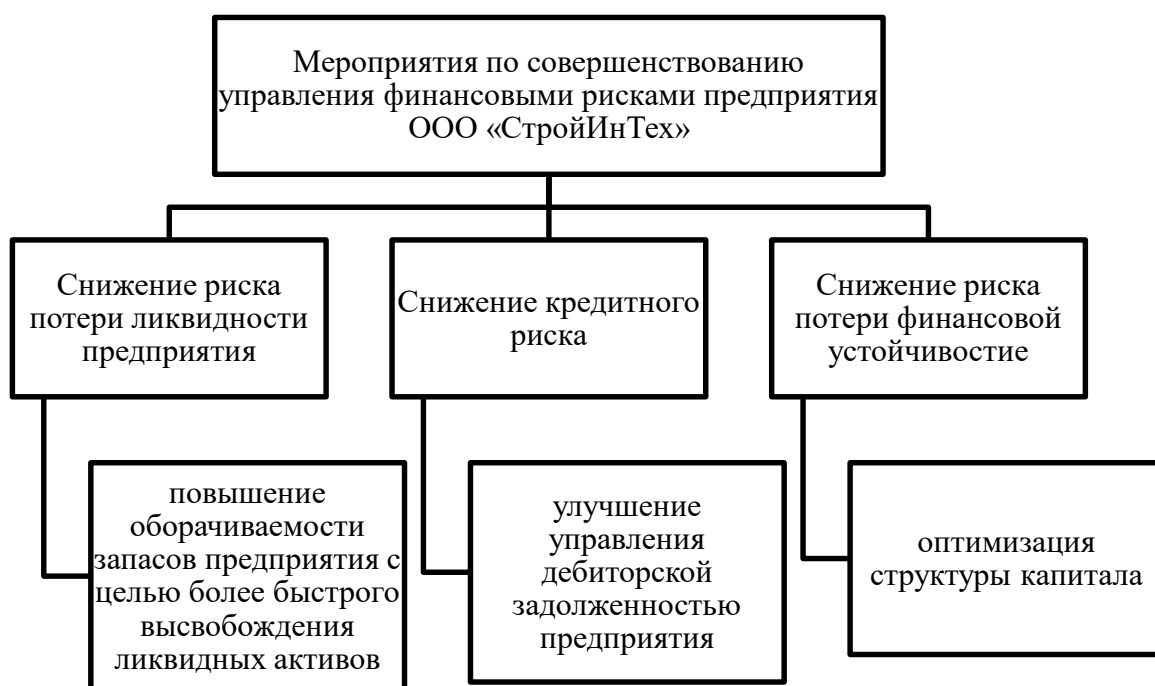 Мероприятия по совершенствованию
управления финансовыми рисками предприятия
ООО «СтройИнТех»
Снижение риска
потери ликвидности
предприятия
Снижение кредитного
риска
Снижение риска
потери финансовой
устойчивостие
повышение
оборачиваемости
запасов предприятия с
целью более быстрого
высвобождения
ликвидных активов
улучшение
управления
дебиторской
задолженностью
предприятия
оптимизация
структуры капитала